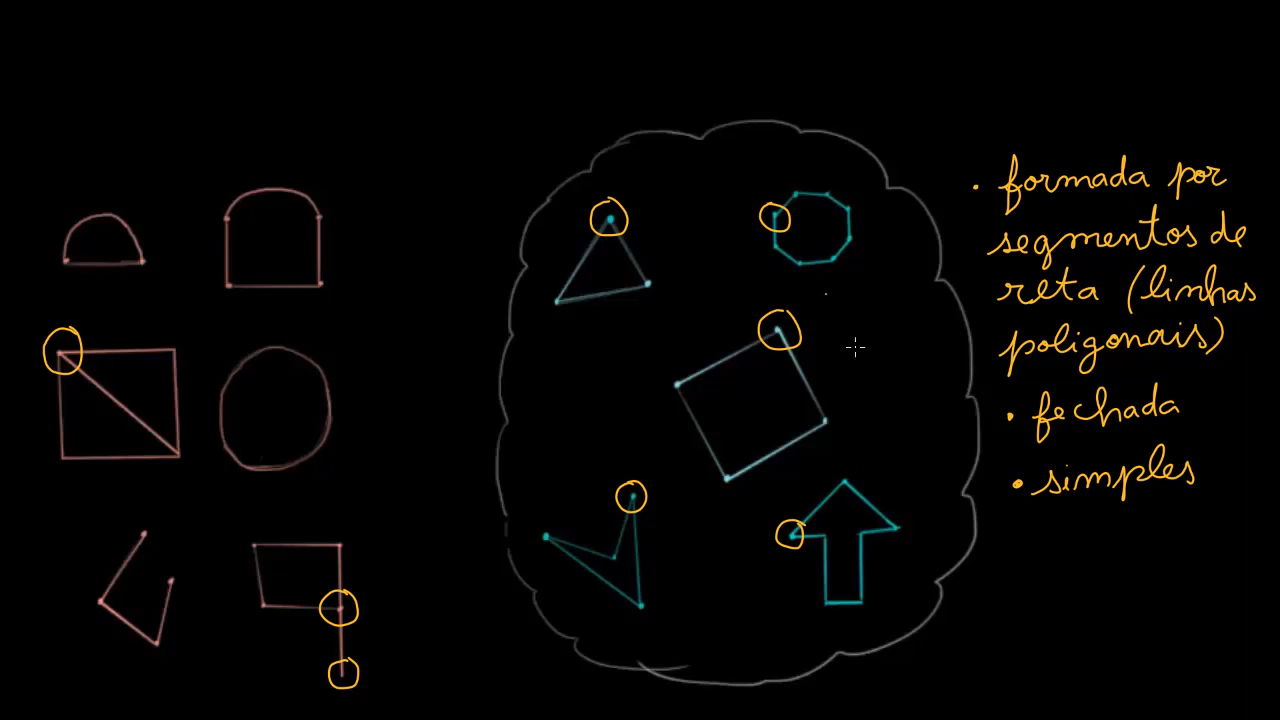 • formada por
segmentos de
reta (linhas
poligonais)
• fechada
• simples